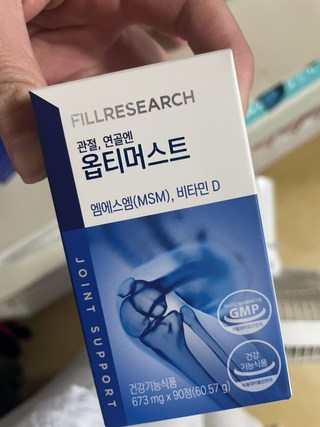 FILLRESEARCH
관절, 연골엔
옵티머스트
엠에스엠(MSM), 비타민 D
JOINT SUPPORT
GMP
건강
기능식품
건강기능식품
673 mg x 90정(60.57 g)